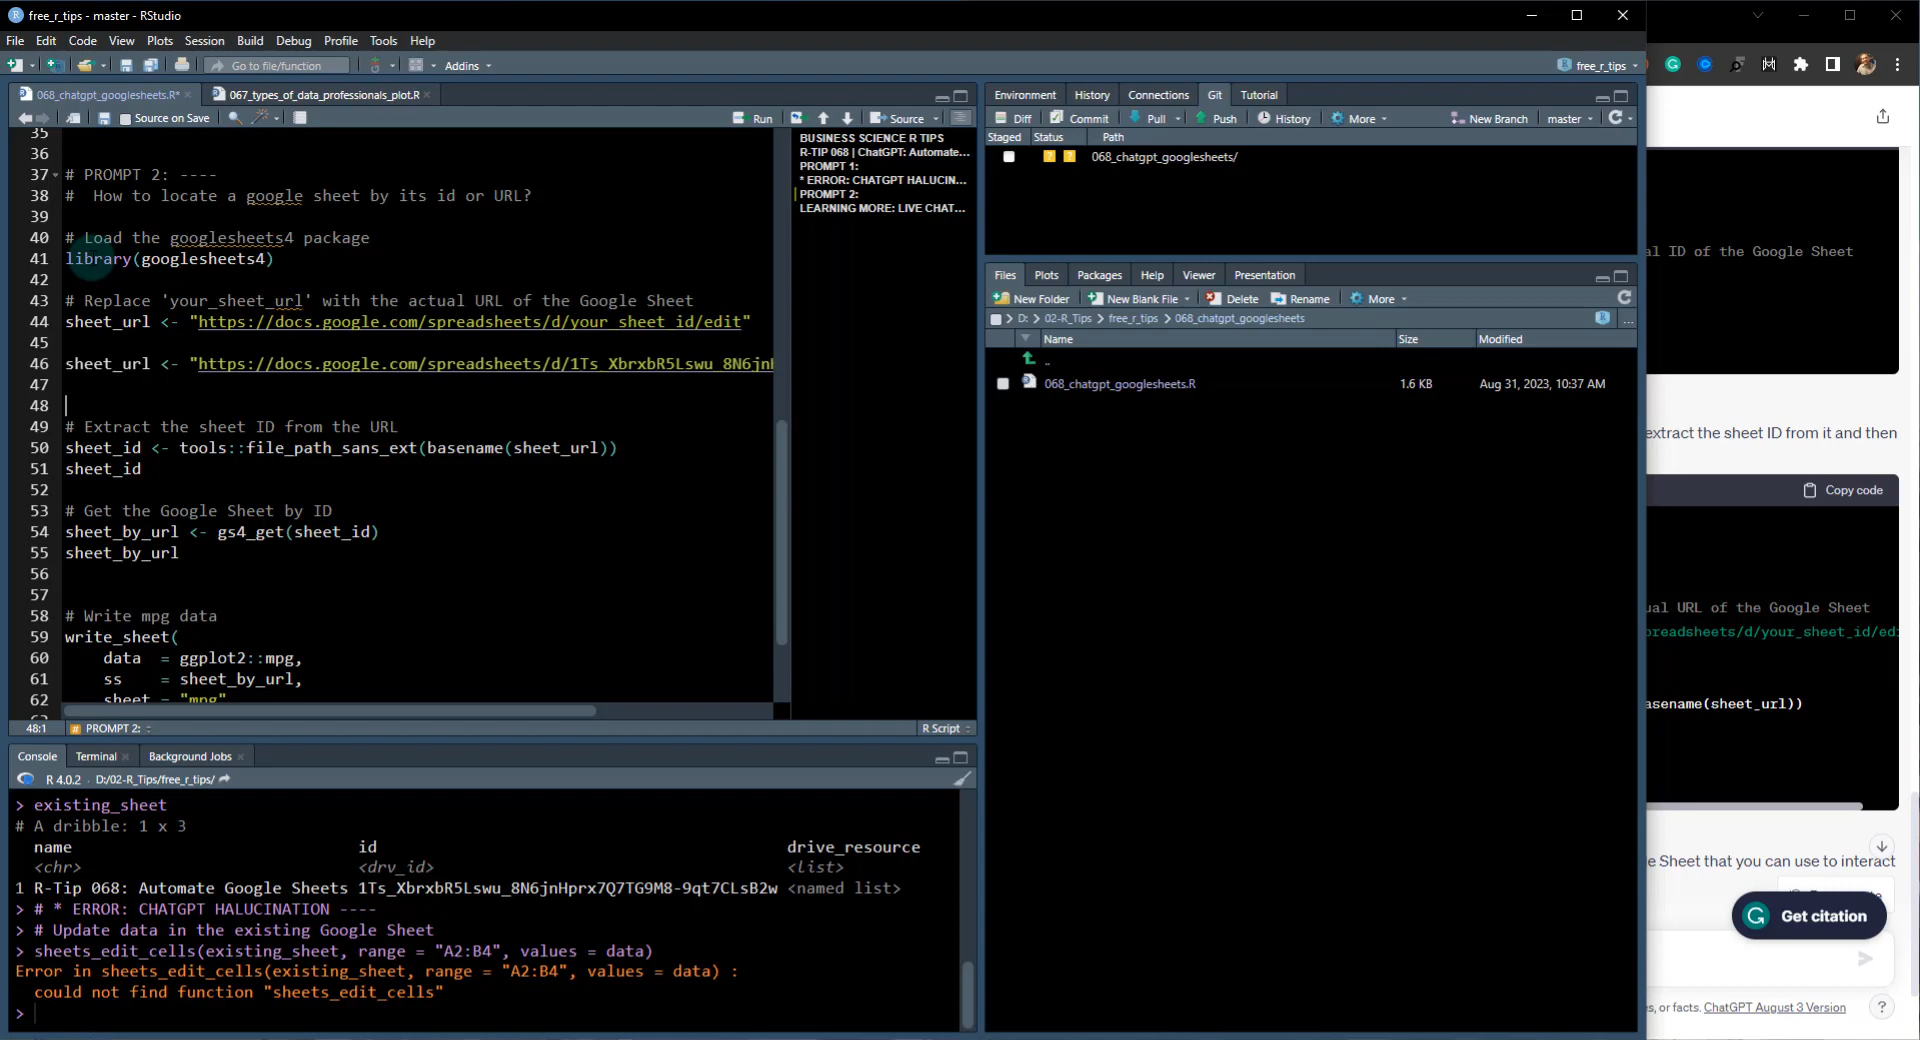 free_r_tips - master - RStudio
File Edit Code View Plots Session Build Debug Profile Tools Help
Go to file/function Addins free_r_tips
068_chatgpt_googlesheets.R* 067_types_of_data_professionals_plot.R
Source on Save Run Source
35
36
37 # PROMPT 2: ----
38 # How to locate a google sheet by its id or URL?
39
40 # Load the googlesheets4 package
41 library(googlesheets4)
42
43 # Replace 'your_sheet_url' with the actual URL of the Google Sheet
44 sheet_url <- "https://docs.google.com/spreadsheets/d/your_sheet_id/edit"
45
46 sheet_url <- "https://docs.google.com/spreadsheets/d/1Ts_XbrxbR5Lswu_8N6jnH
47
48
49 # Extract the sheet ID from the URL
50 sheet_id <- tools::file_path_sans_ext(basename(sheet_url))
51 sheet_id
52
53 # Get the Google Sheet by ID
54 sheet_by_url <- gs4_get(sheet_id)
55 sheet_by_url
56
57
58 # Write mpg data
59 write_sheet(
60 data = ggplot2::mpg,
61 ss = sheet_by_url,
62 sheet = "mpg"
BUSINESS SCIENCE R TIPS
R-TIP 068 | ChatGPT: Automate...
PROMPT 1:
* ERROR: CHATGPT HALUCIN...
PROMPT 2:
LEARNING MORE: LIVE CHAT...
48:1 # PROMPT 2: R Script
Console Terminal Background Jobs
R 4.0.2 · D:/02-R_Tips/free_r_tips/
> existing_sheet
# A dribble: 1 x 3
name id drive_resource
<chr> <drv_id> <list>
1 R-Tip 068: Automate Google Sheets 1Ts_XbrxbR5Lswu_8N6jnHprx7Q7TG9M8-9qt7CLsB2w <named list>
> # * ERROR: CHATGPT HALUCINATION ----
> # Update data in the existing Google Sheet
> sheets_edit_cells(existing_sheet, range = "A2:B4", values = data)
Error in sheets_edit_cells(existing_sheet, range = "A2:B4", values = data) :
could not find function "sheets_edit_cells"
>
Environment History Connections Git Tutorial
Diff Commit Pull Push History More New Branch master
Staged Status Path
? ? 068_chatgpt_googlesheets/
Files Plots Packages Help Viewer Presentation
New Folder New Blank File Delete Rename More
D: 02-R_Tips free_r_tips 068_chatgpt_googlesheets ...
Name Size Modified
..
068_chatgpt_googlesheets.R 1.6 KB Aug 31, 2023, 10:37 AM
al ID of the Google Sheet
extract the sheet ID from it and then
Copy code
ual URL of the Google Sheet
preadsheets/d/your_sheet_id/edi
asename(sheet_url))
e Sheet that you can use to interact
Get citation
s, or facts. ChatGPT August 3 Version ?